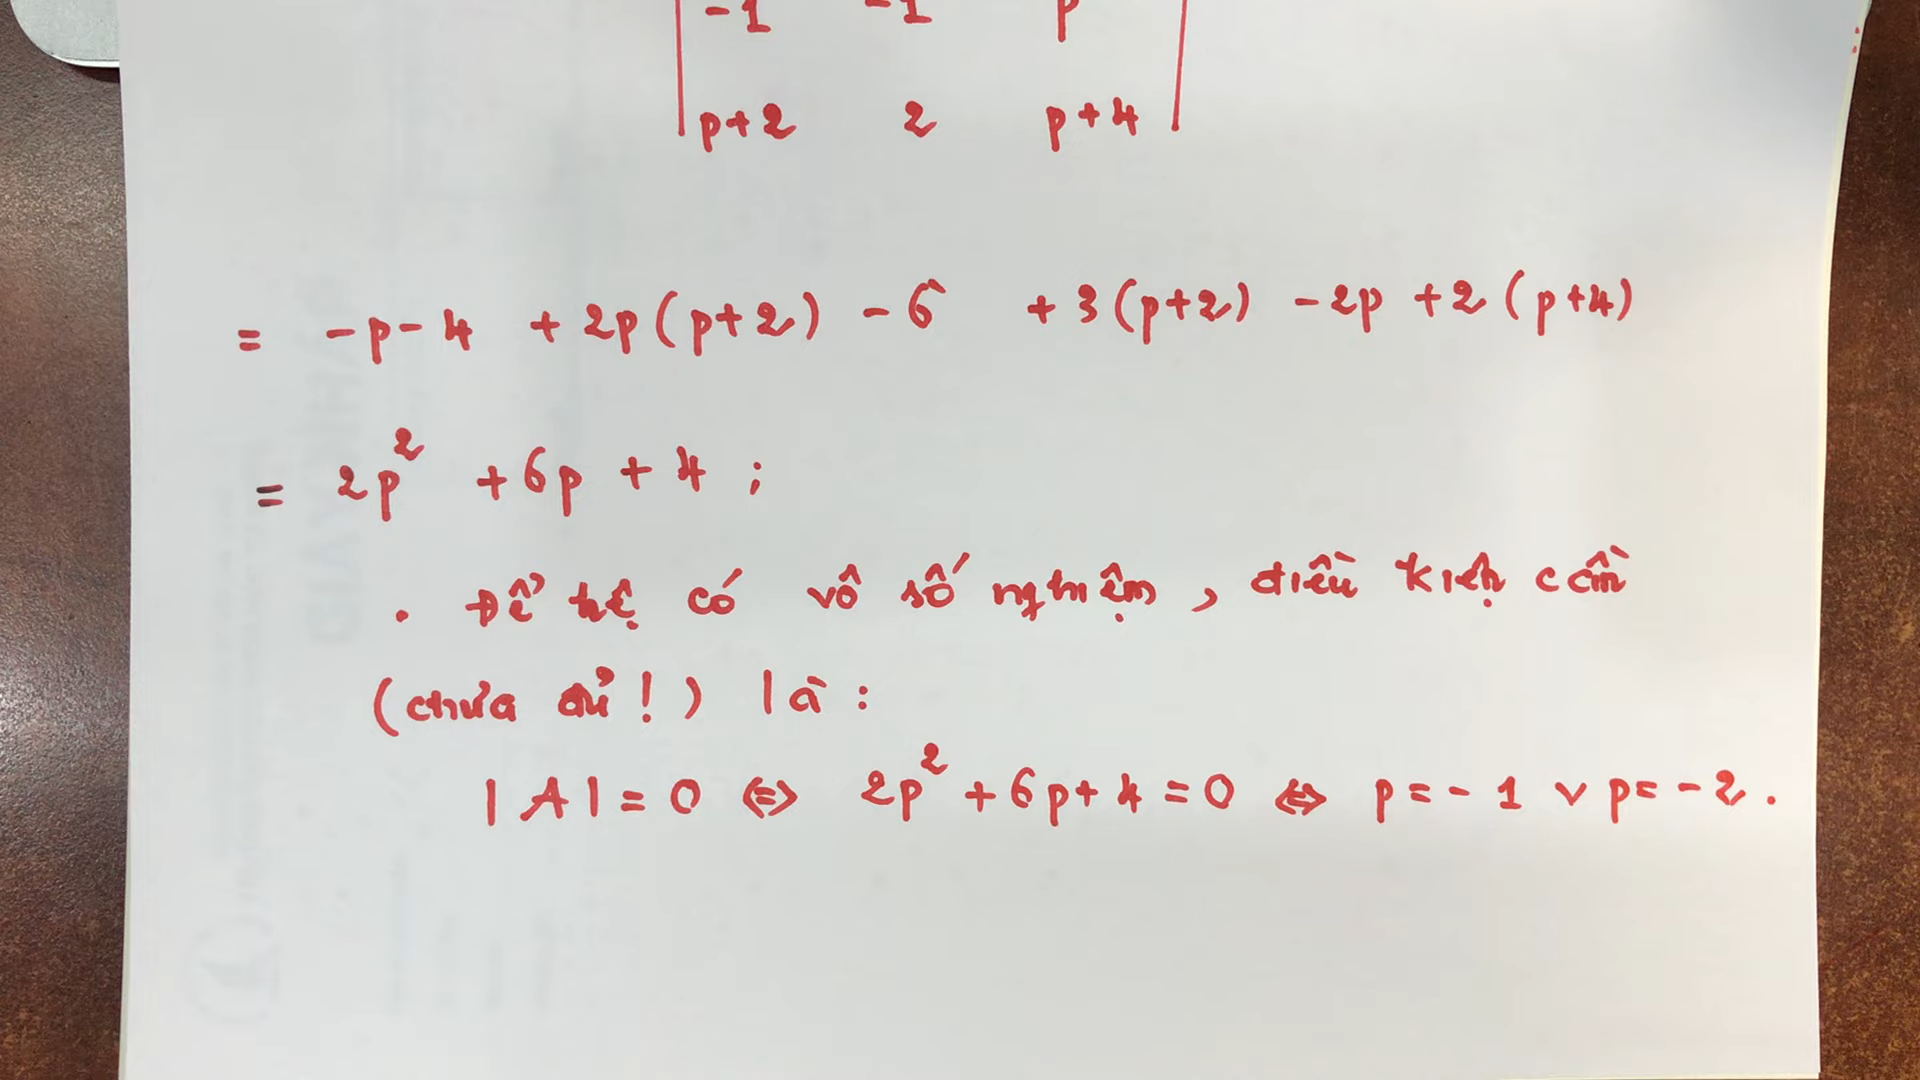 -1 -1 p
p+2 2 p+4
= -p-4 +2p(p+2) -6 +3(p+2) -2p +2(p+4)
= 2p² +6p +4 ;
. Để hệ có vô số nghiệm, điều kiện cần
(chưa đủ!) là:
|A|=0 ⇔ 2p²+6p+4=0 ⇔ p=-1 ∨ p=-2.